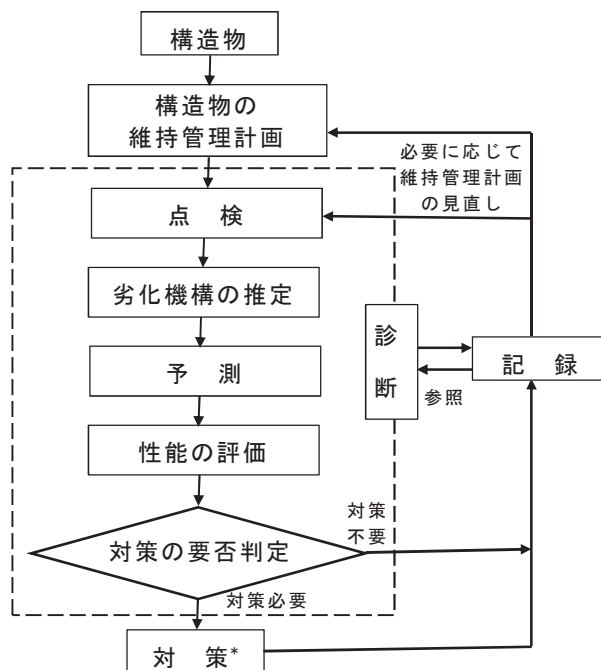 構造物
構造物の
維持管理計画
必要に応じて
維持管理計画
の見直し
点　検
劣化機構の推定
診
断
記　録
参照
予　測
性能の評価
対策
不要
対策の要否判定
対策必要
対　策*